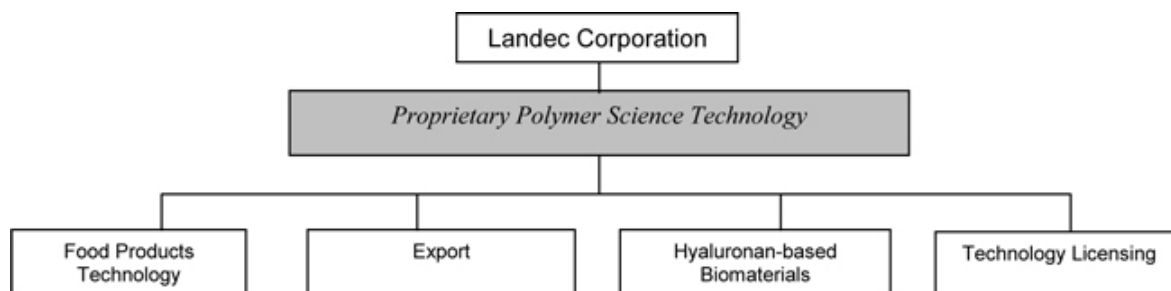 Landec Corporation
Proprietary Polymer Science Technology
Food Products
Technology
Export
Hyaluronan-based
Biomaterials
Technology Licensing